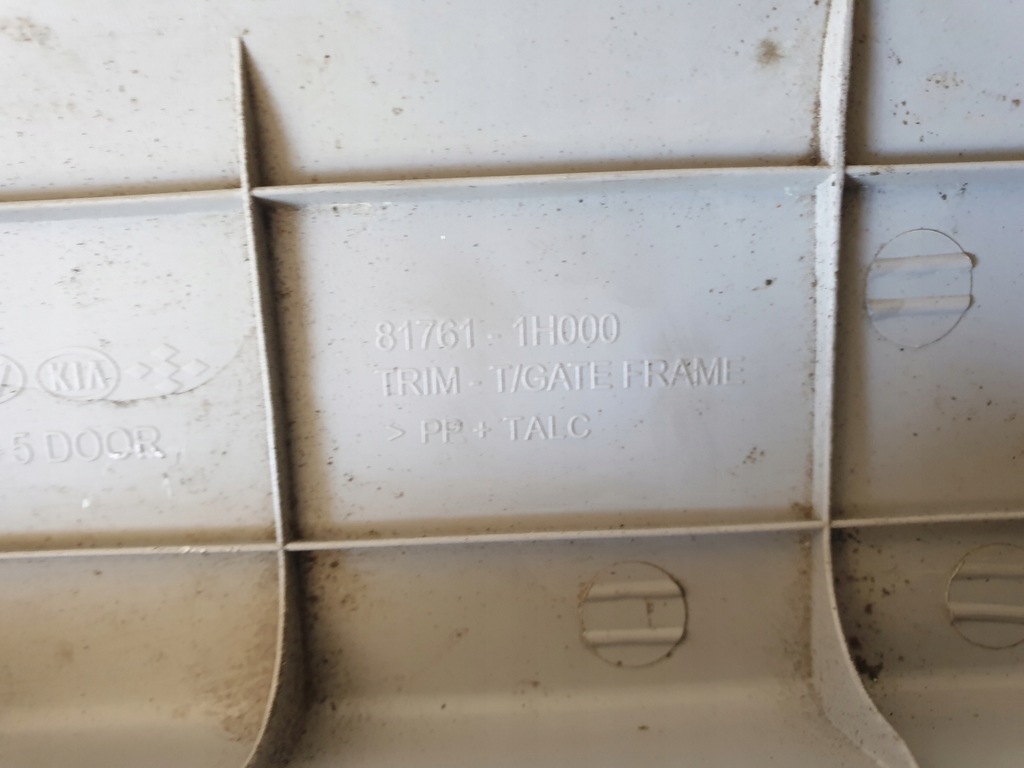 81761 - 1H000
TRIM - T/GATE FRAME
> PP + TALC
KIA
5 DOOR